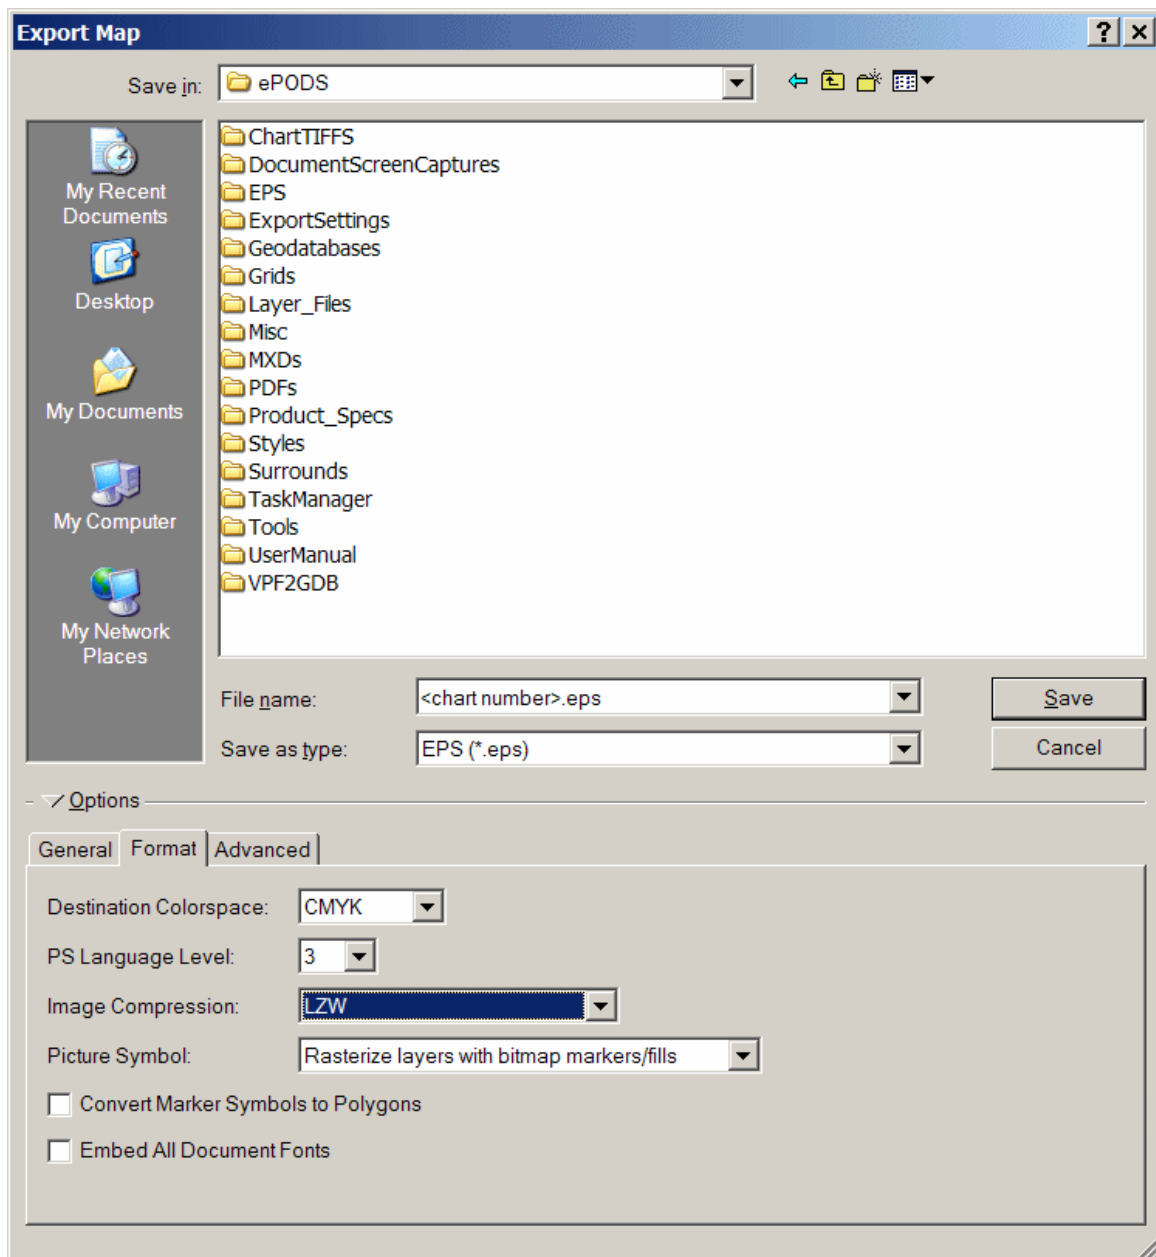 Export Map
Save in:
ePODS
My Recent
Documents
Desktop
My Documents
My Computer
My Network
Places
ChartTIFFS
DocumentScreenCaptures
EPS
ExportSettings
Geodatabases
Grids
Layer_Files
Misc
MXDs
PDFs
Product_Specs
Styles
Surrounds
TaskManager
Tools
UserManual
VPF2GDB
File name:
<chart number>.eps
Save
Save as type:
EPS (*.eps)
Cancel
Options
General
Format
Advanced
Destination Colorspace:
CMYK
PS Language Level:
3
Image Compression:
LZW
Picture Symbol:
Rasterize layers with bitmap markers/fills
Convert Marker Symbols to Polygons
Embed All Document Fonts